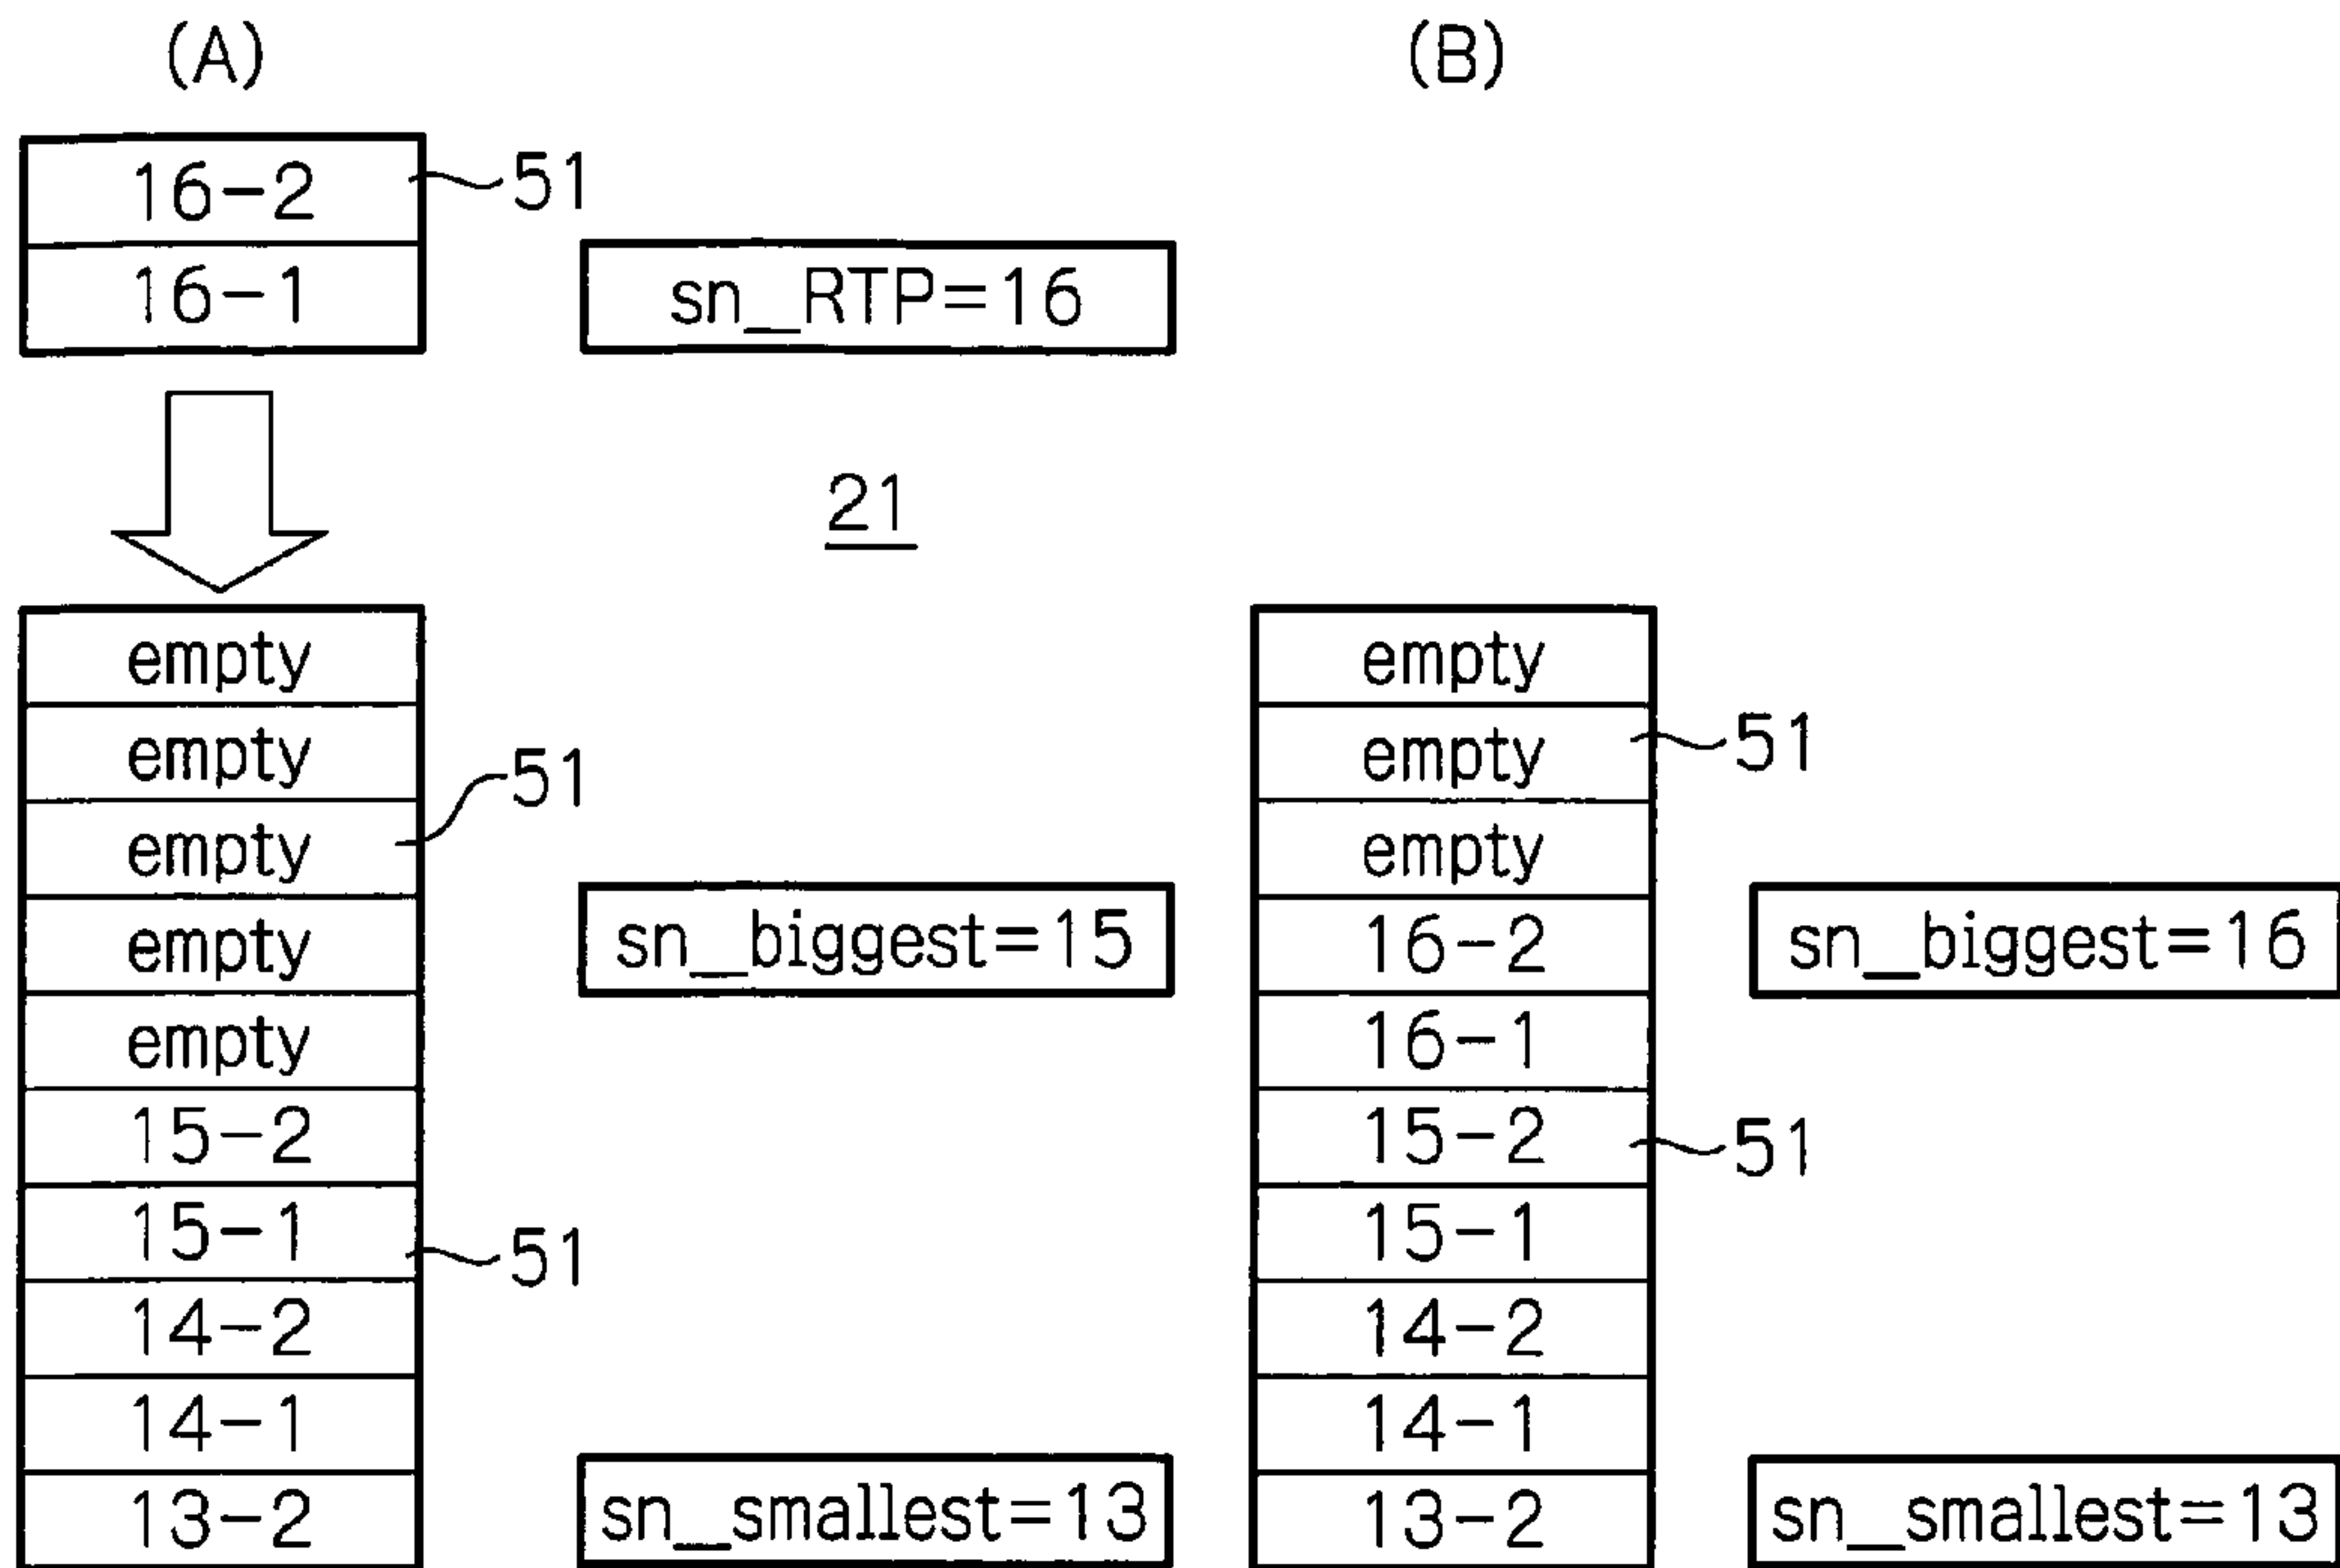 (A)
16-2
51
16-1
sn_RTP=16
21
empty
empty
51
empty
empty
sn_biggest=15
empty
15-2
15-1
51
14-2
14-1
13-2
sn_smallest=13
(B)
empty
empty
51
empty
16-2
sn_biggest=16
16-1
15-2
51
15-1
14-2
14-1
13-2
sn_smallest=13